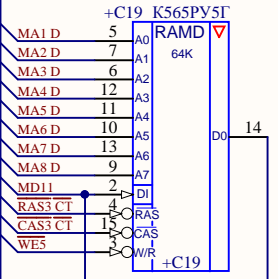 +C19 К565РУ5Г
MA1 D 5 A0 RAMD
MA2 D 7 A1 64K
MA3 D 6 A2
MA4 D 12 A3
MA5 D 11 A4
MA6 D 10 A5 D0 14
MA7 D 13 A6
MA8 D 9 A7
MD11 2 DI
RAS3 CT 4 RAS
CAS3 CT 15 CAS
WE5 3 W/R
+C19